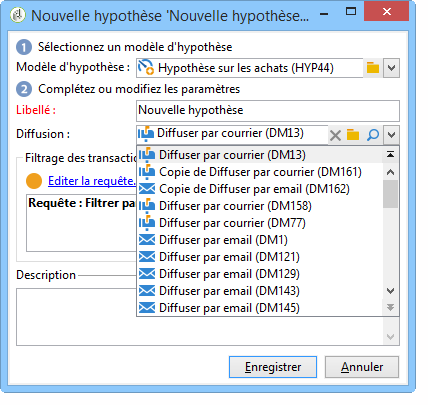 Nouvelle hypothèse 'Nouvelle hypothèse...
1 Sélectionnez un modèle d'hypothèse
Modèle d'hypothèse : Hypothèse sur les achats (HYP44)
2 Complétez ou modifiez les paramètres
Libellé : Nouvelle hypothèse
Diffusion : Diffuser par courrier (DM13)
Diffuser par courrier (DM13)
Filtrage des transactio
Copie de Diffuser par courrier (DM161)
Editer la requête.
Copie de Diffuser par email (DM162)
Requête : Filtrer pa
Diffuser par courrier (DM158)
Diffuser par courrier (DM77)
Diffuser par email (DM1)
Diffuser par email (DM121)
Description
Diffuser par email (DM129)
Diffuser par email (DM143)
Diffuser par email (DM145)
Enregistrer Annuler